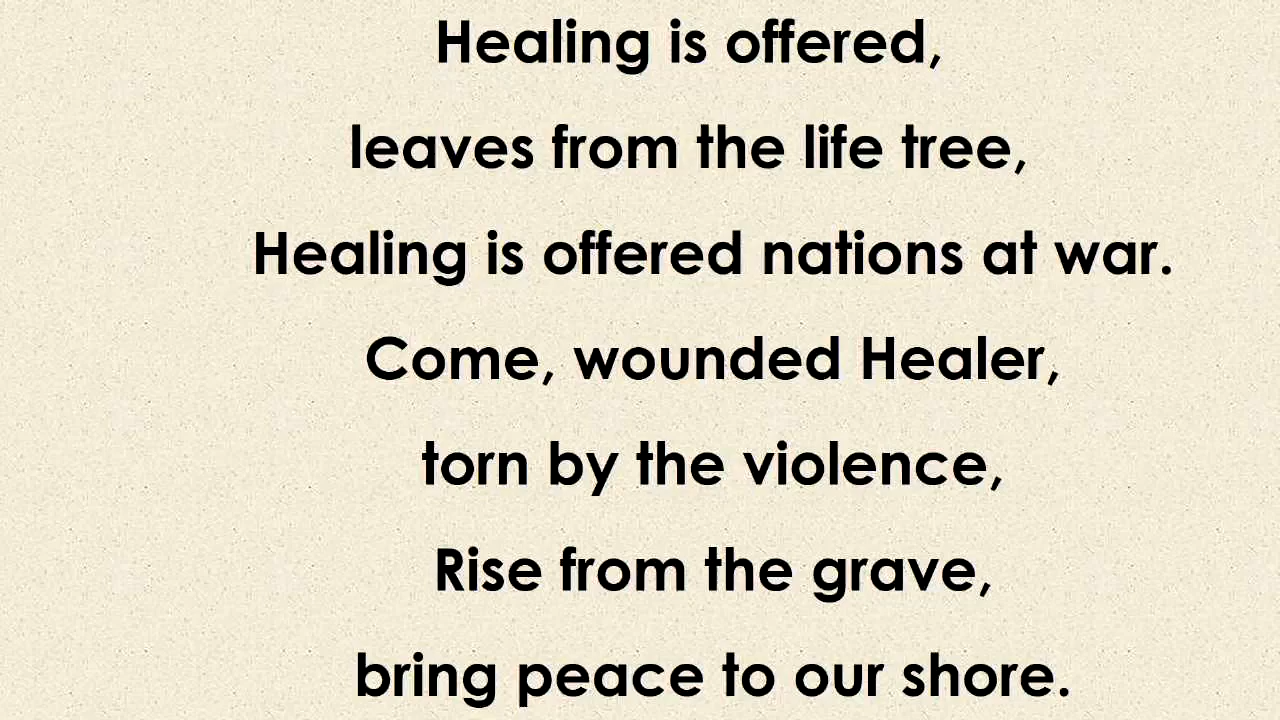 Healing is offered,
leaves from the life tree,
Healing is offered nations at war.
Come, wounded Healer,
torn by the violence,
Rise from the grave,
bring peace to our shore.